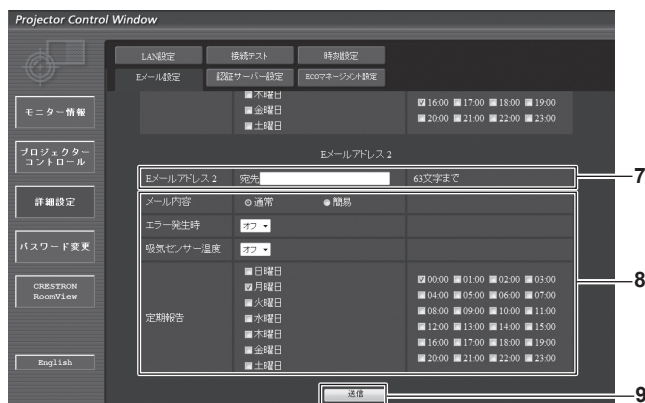 Projector Control Window
LAN設定 接続テスト 時刻設定
Eメール設定 認証サーバー設定 ECOマネージメント設定
モニター情報
プロジェクター
コントロール
詳細設定
パスワード変更
CRESTRON
RoomView
English
木曜日
金曜日 16:00 17:00 18:00 19:00
土曜日 20:00 21:00 22:00 23:00
Eメールアドレス 2
Eメールアドレス 2 宛先 63文字まで 7
メール内容 通常 簡易
エラー発生時 オフ
吸気センサー温度 オフ
定期報告
日曜日
月曜日
火曜日
水曜日
木曜日
金曜日
土曜日
00:00 01:00 02:00 03:00
04:00 05:00 06:00 07:00
08:00 09:00 10:00 11:00
12:00 13:00 14:00 15:00
16:00 17:00 18:00 19:00
20:00 21:00 22:00 23:00
8
送信 9